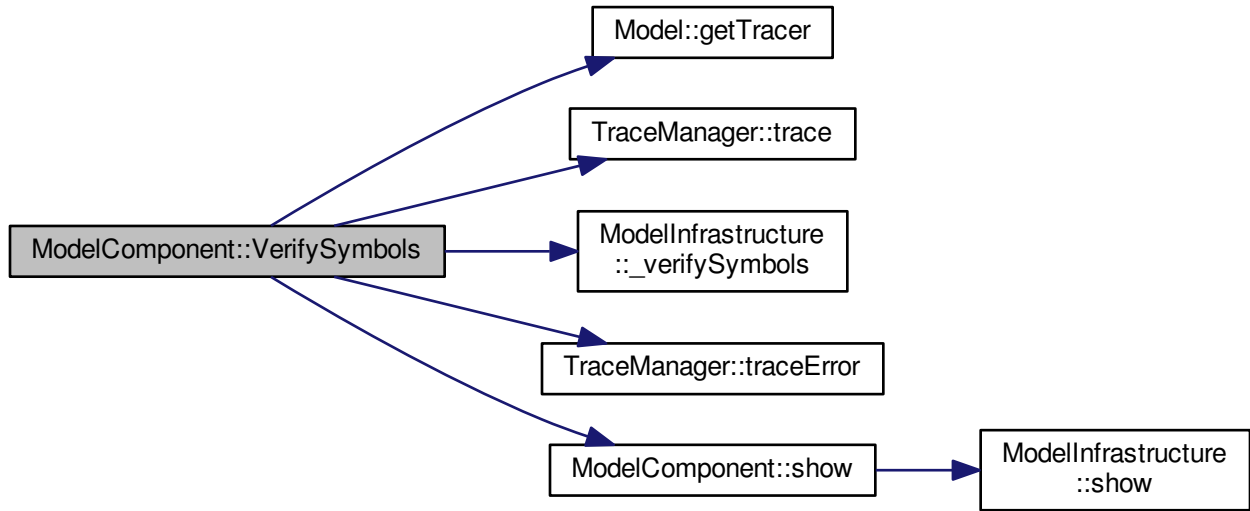 Model::getTracer
TraceManager::trace
ModelComponent::VerifySymbols
ModelInfrastructure
::_verifySymbols
TraceManager::traceError
ModelComponent::show
ModelInfrastructure
::show